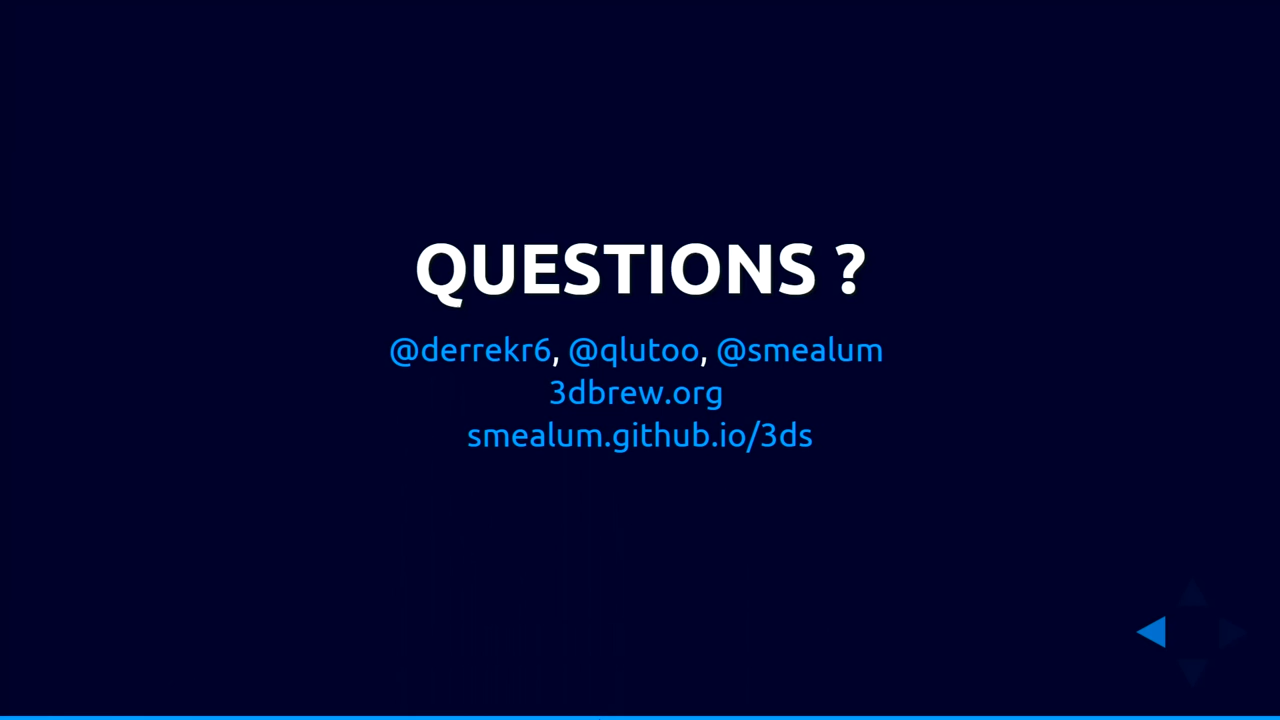 QUESTIONS ?
@derrekr6, @qlutoo, @smealum
3dbrew.org
smealum.github.io/3ds